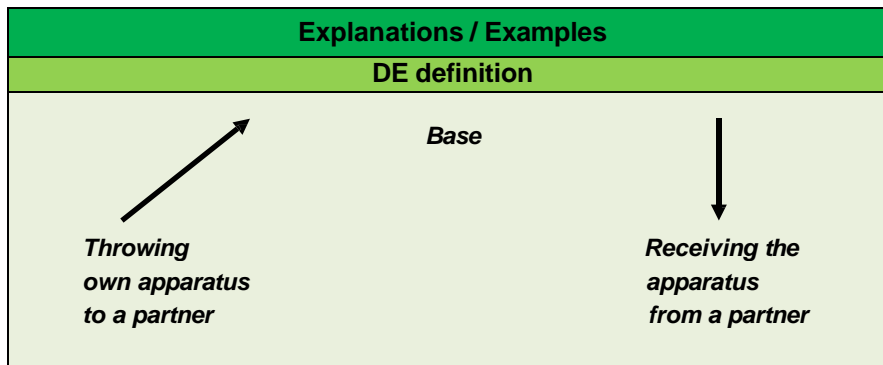 Explanations / Examples
DE definition
Base
Throwing
own apparatus
to a partner
Receiving the
apparatus
from a partner